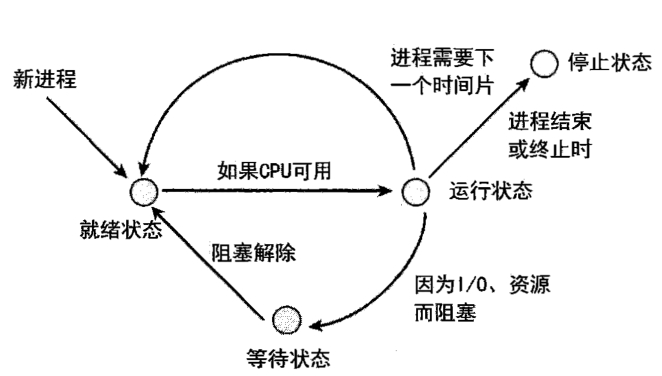 进程需要下
一个时间片
停止状态
新进程
进程结束
或终止时
如果CPU可用
运行状态
就绪状态
阻塞解除
因为I/O、资源
而阻塞
等待状态